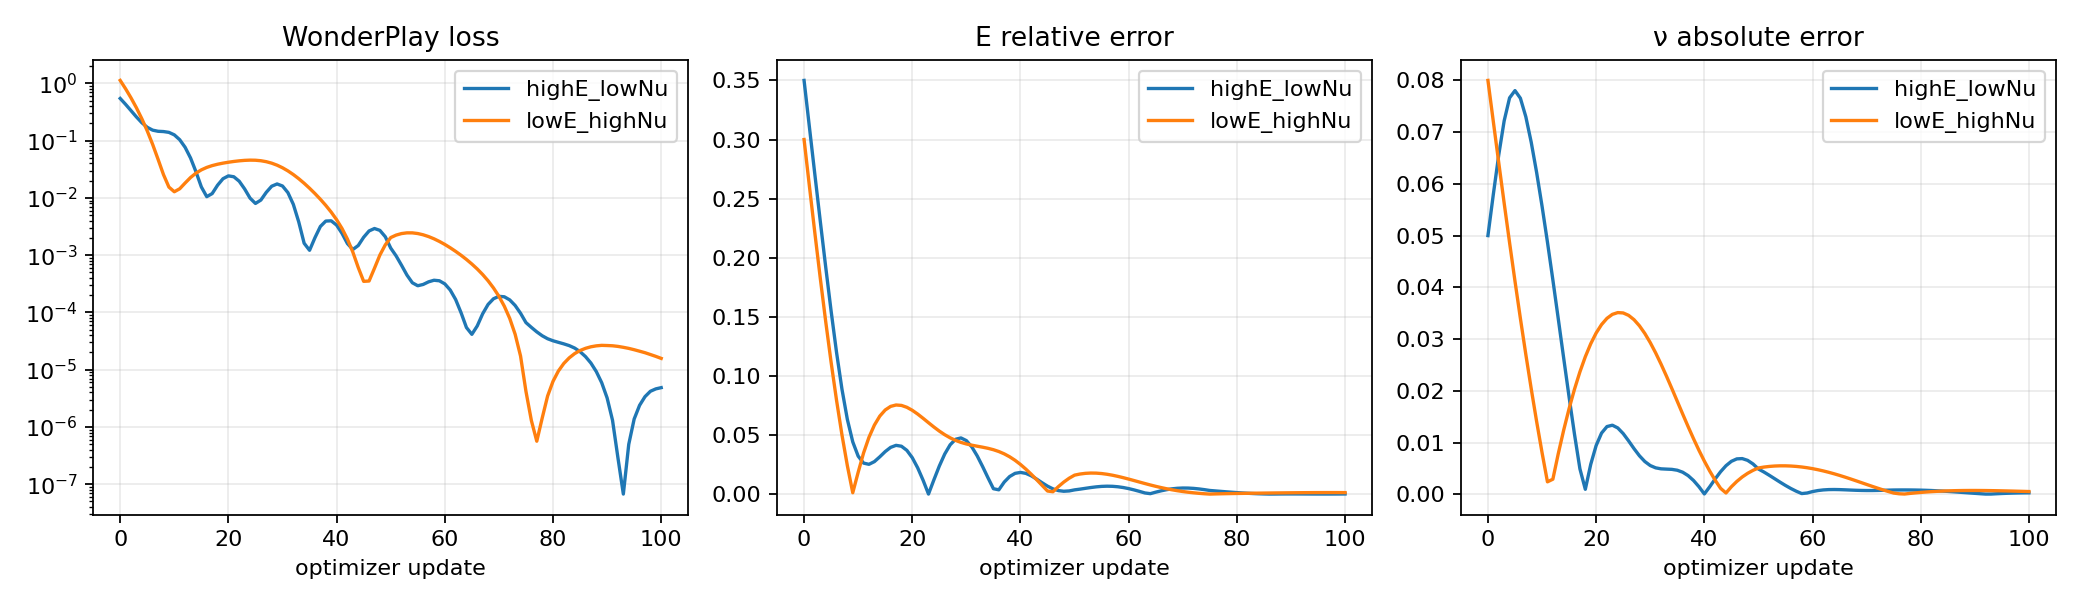 WonderPlay loss
10⁰
10⁻¹
10⁻²
10⁻³
10⁻⁴
10⁻⁵
10⁻⁶
10⁻⁷
0 20 40 60 80 100
optimizer update
highE_lowNu
lowE_highNu
E relative error
0.35
0.30
0.25
0.20
0.15
0.10
0.05
0.00
0 20 40 60 80 100
optimizer update
highE_lowNu
lowE_highNu
ν absolute error
0.08
0.07
0.06
0.05
0.04
0.03
0.02
0.01
0.00
0 20 40 60 80 100
optimizer update
highE_lowNu
lowE_highNu